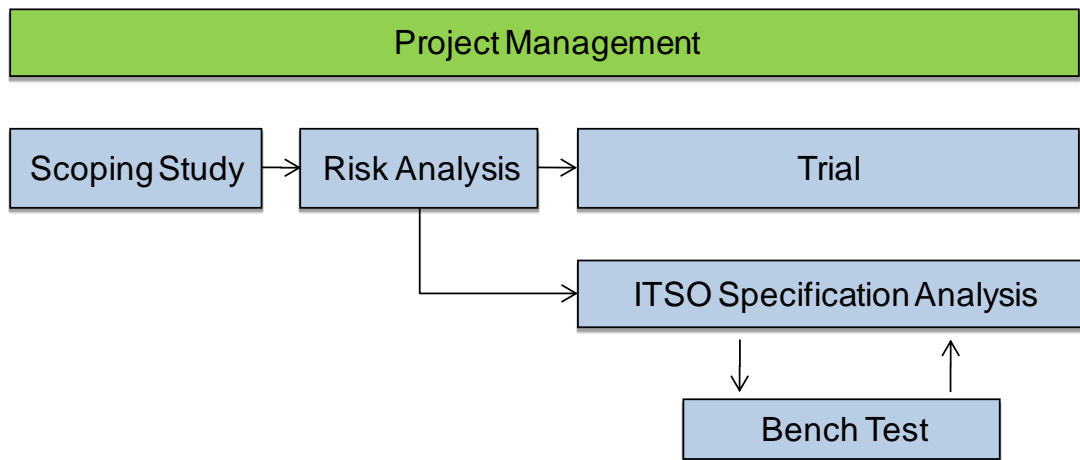 Project Management
Scoping Study
Risk Analysis
Trial
ITSO Specification Analysis
Bench Test